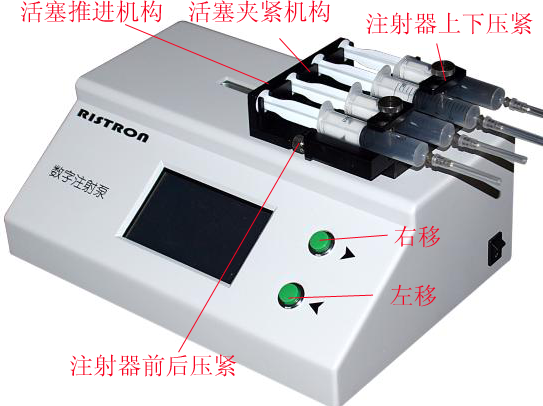 活塞推进机构
活塞夹紧机构
注射器上下压紧
RISTRON
数字注射泵
右移
左移
注射器前后压紧